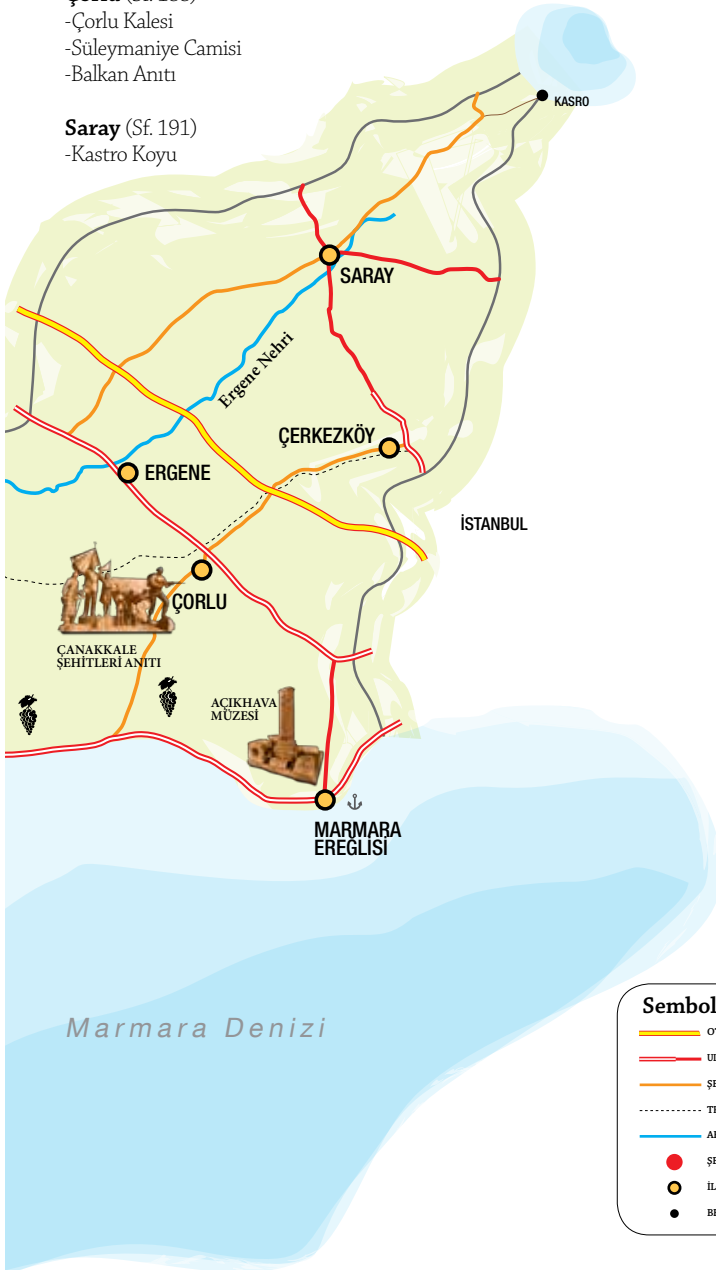 -Çorlu Kalesi
-Süleymaniye Camisi
-Balkan Anıtı
Saray (Sf. 191)
-Kastro Koyu
KASRO
SARAY
Ergene Nehri
ÇERKEZKÖY
ERGENE
İSTANBUL
ÇORLU
ÇANAKKALE
ŞEHİTLERİ ANITI
AÇIKHAVA
MÜZESİ
MARMARA
EREĞLİSİ
Marmara Denizi